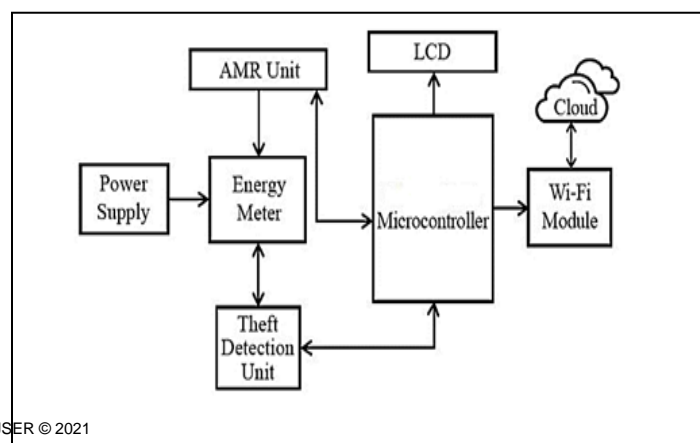 LCD
AMR Unit
Cloud
Power
Supply
Energy
Meter
Microcontroller
Wi-Fi
Module
Theft
Detection
Unit
SER © 2021